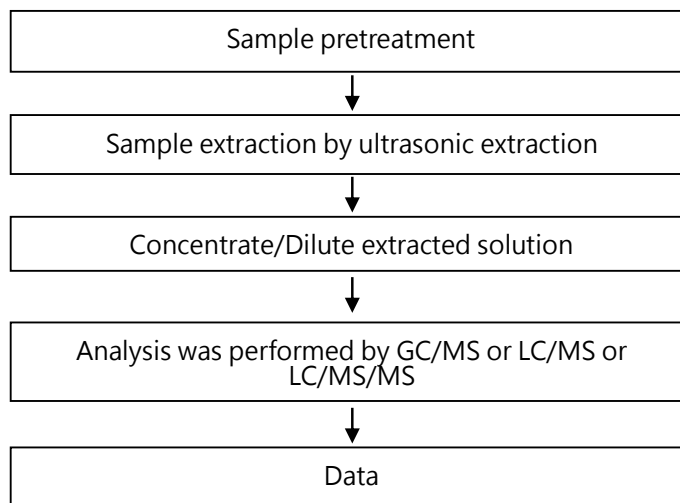 Sample pretreatment
Sample extraction by ultrasonic extraction
Concentrate/Dilute extracted solution
Analysis was performed by GC/MS or LC/MS or
LC/MS/MS
Data